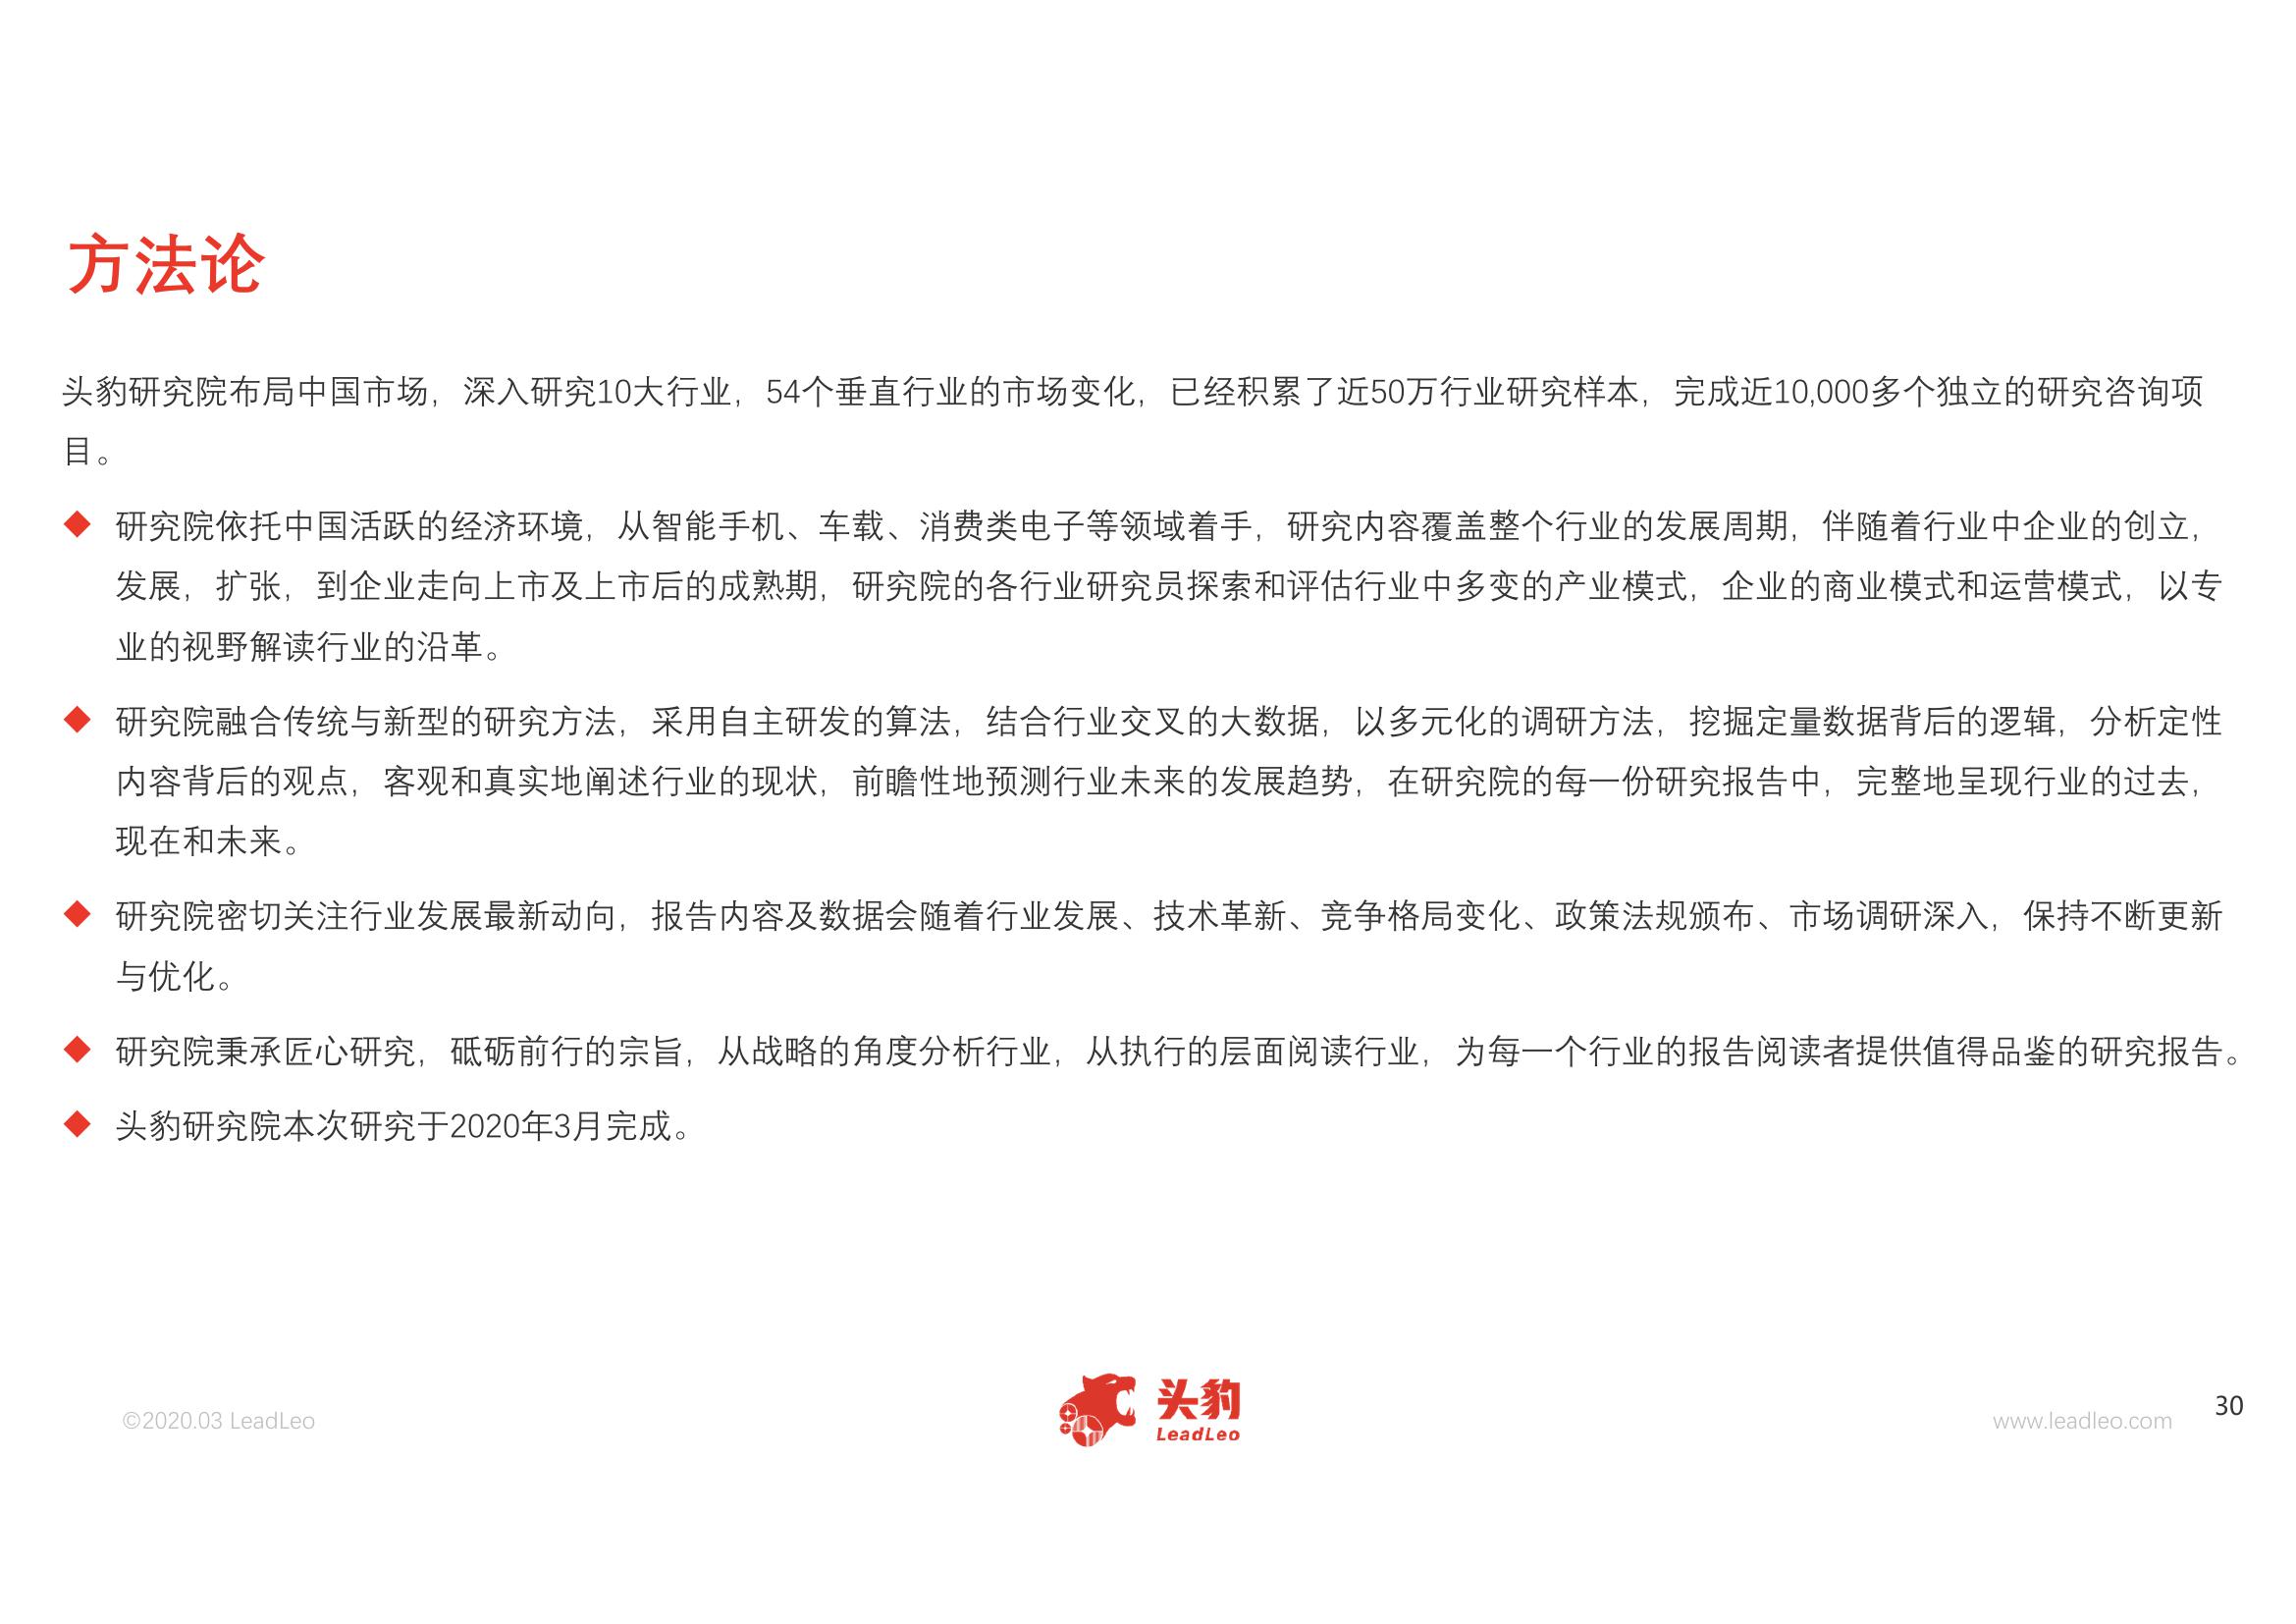 方法论
头豹研究院布局中国市场，深入研究10大行业，54个垂直行业的市场变化，已经积累了近50万行业研究样本，完成近10,000多个独立的研究咨询项
目。
◆ 研究院依托中国活跃的经济环境，从智能手机、车载、消费类电子等领域着手，研究内容覆盖整个行业的发展周期，伴随着行业中企业的创立，
发展，扩张，到企业走向上市及上市后的成熟期，研究院的各行业研究员探索和评估行业中多变的产业模式，企业的商业模式和运营模式，以专
业的视野解读行业的沿革。
◆ 研究院融合传统与新型的研究方法，采用自主研发的算法，结合行业交叉的大数据，以多元化的调研方法，挖掘定量数据背后的逻辑，分析定性
内容背后的观点，客观和真实地阐述行业的现状，前瞻性地预测行业未来的发展趋势，在研究院的每一份研究报告中，完整地呈现行业的过去，
现在和未来。
◆ 研究院密切关注行业发展最新动向，报告内容及数据会随着行业发展、技术革新、竞争格局变化、政策法规颁布、市场调研深入，保持不断更新
与优化。
◆ 研究院秉承匠心研究，砥砺前行的宗旨，从战略的角度分析行业，从执行的层面阅读行业，为每一个行业的报告阅读者提供值得品鉴的研究报告。
◆ 头豹研究院本次研究于2020年3月完成。
©2020.03 LeadLeo
头豹
LeadLeo
www.leadleo.com
30